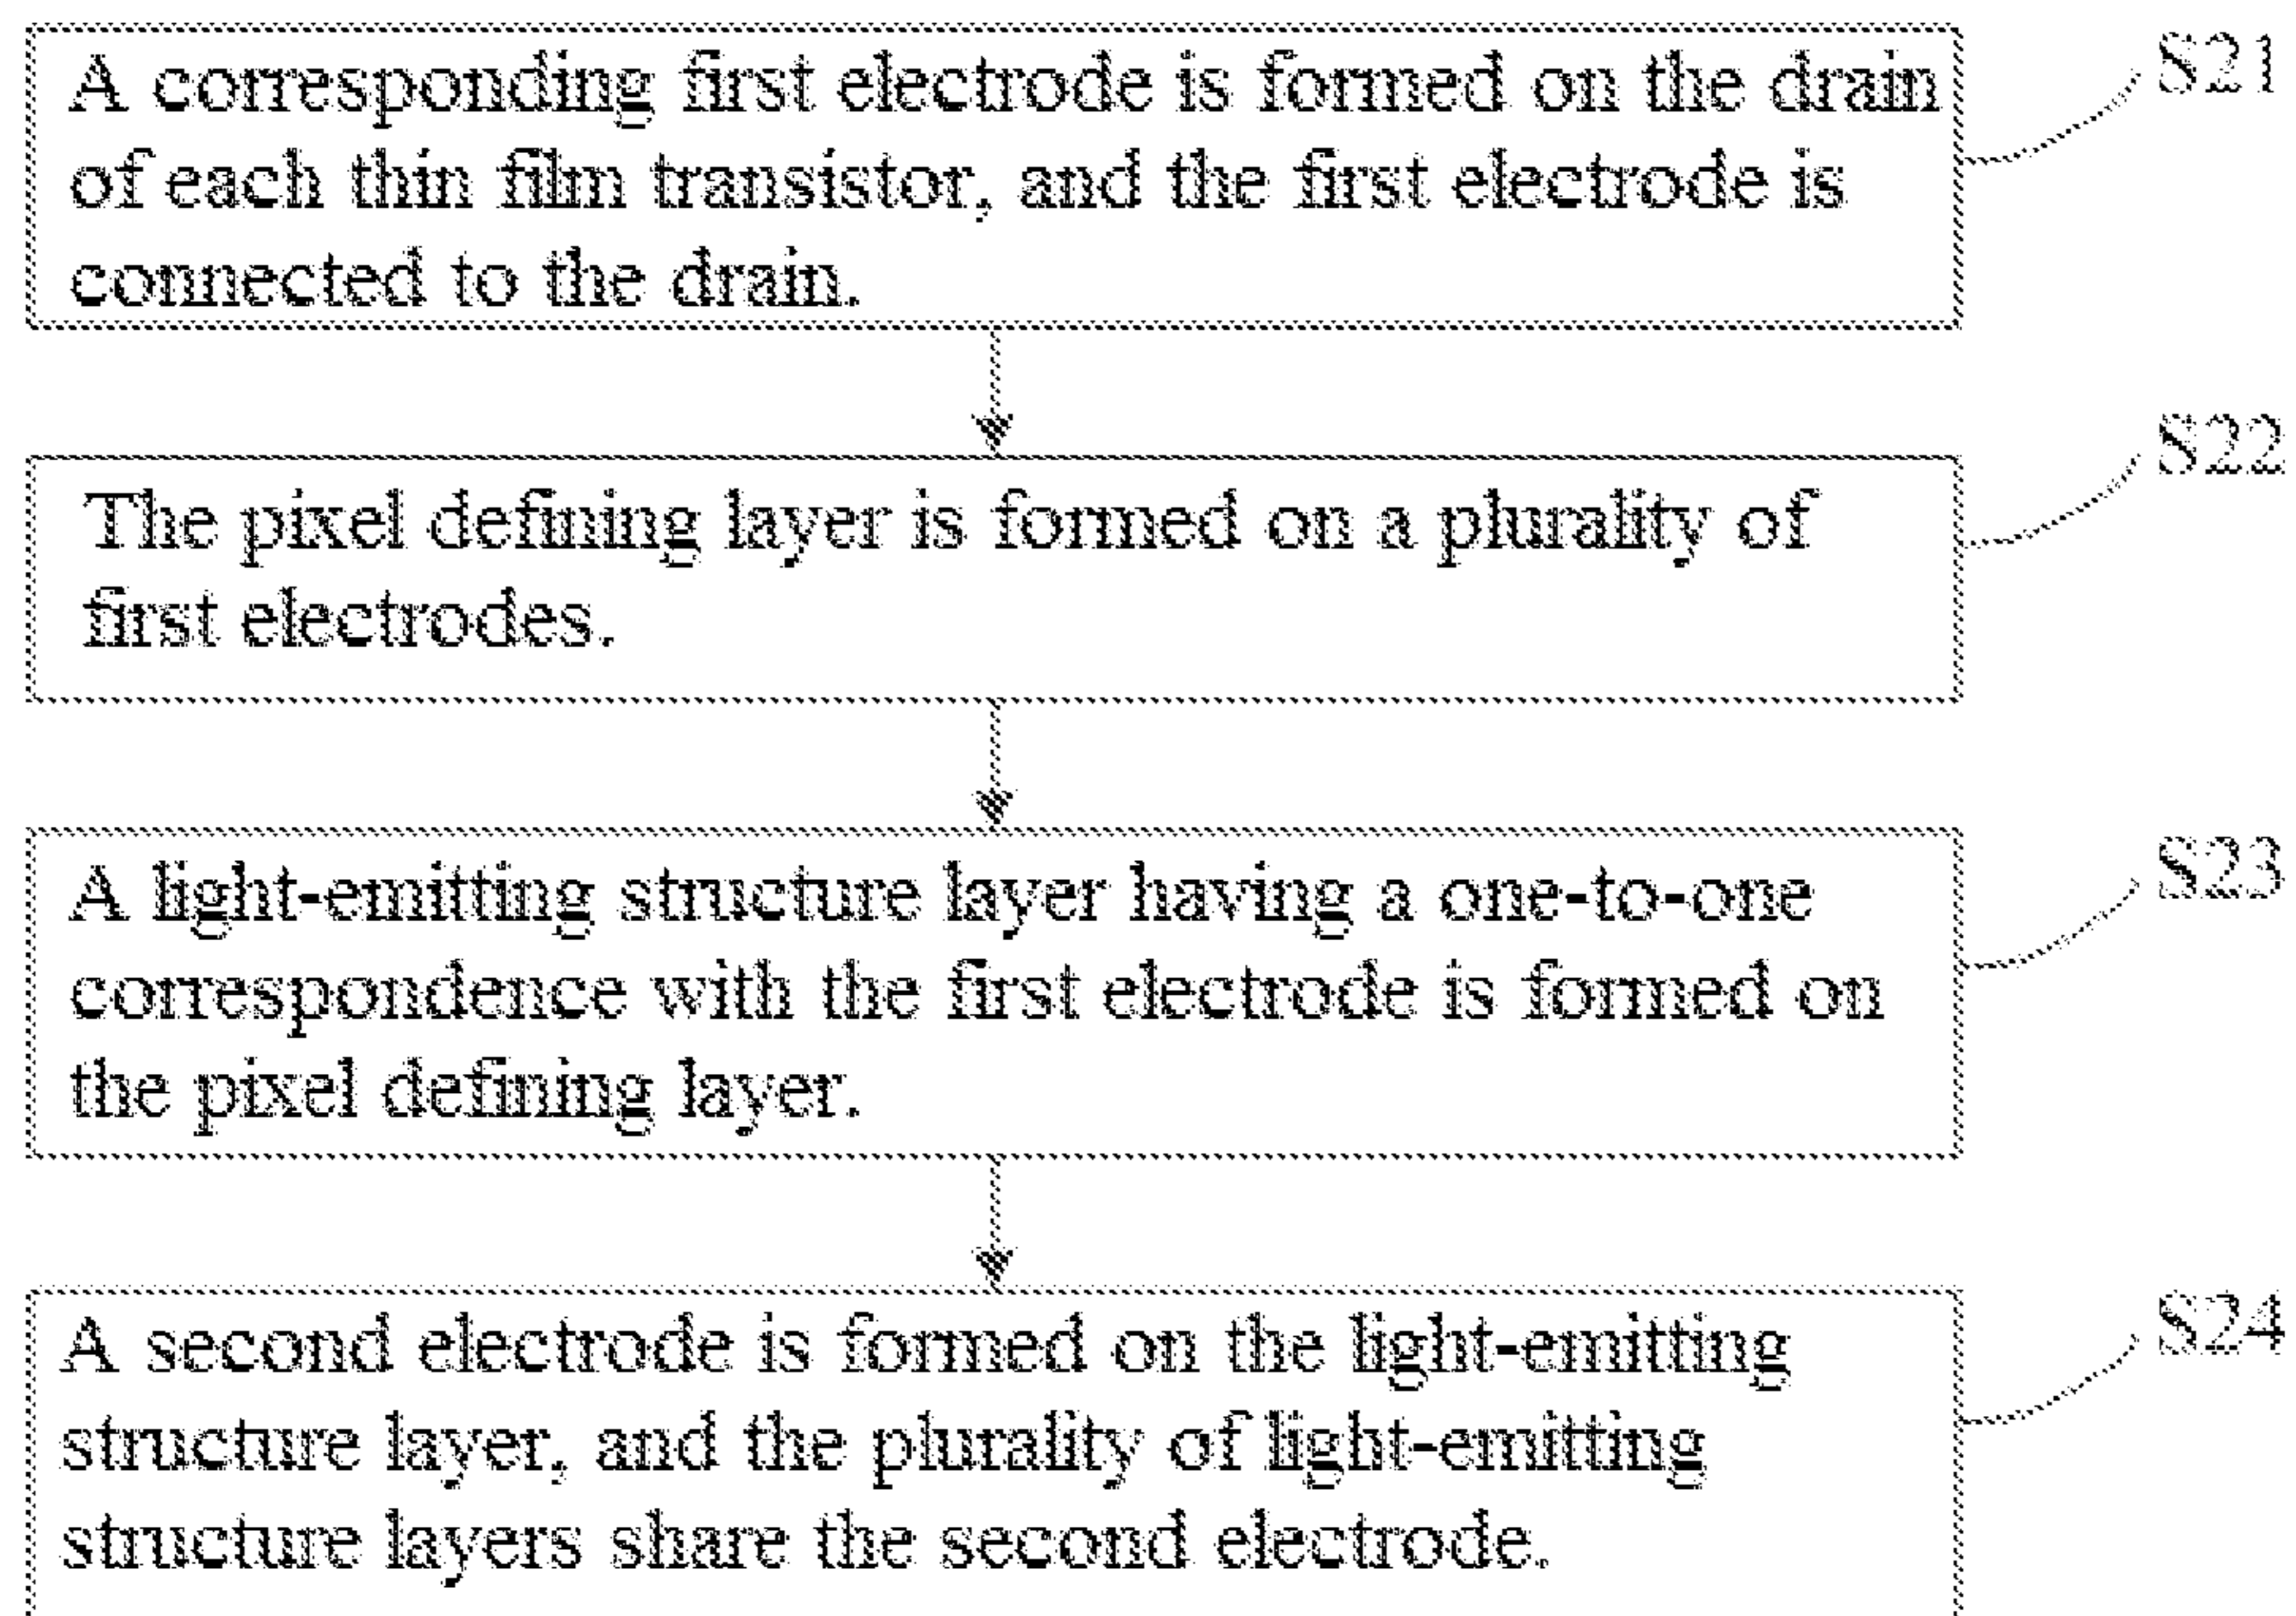 A corresponding first electrode is formed on the drain
of each thin film transistor, and the first electrode is
connected to the drain.
S21
The pixel defining layer is formed on a plurality of
first electrodes.
S22
A light-emitting structure layer having a one-to-one
correspondence with the first electrode is formed on
the pixel defining layer.
S23
A second electrode is formed on the light-emitting
structure layer, and the plurality of light-emitting
structure layers share the second electrode.
S24